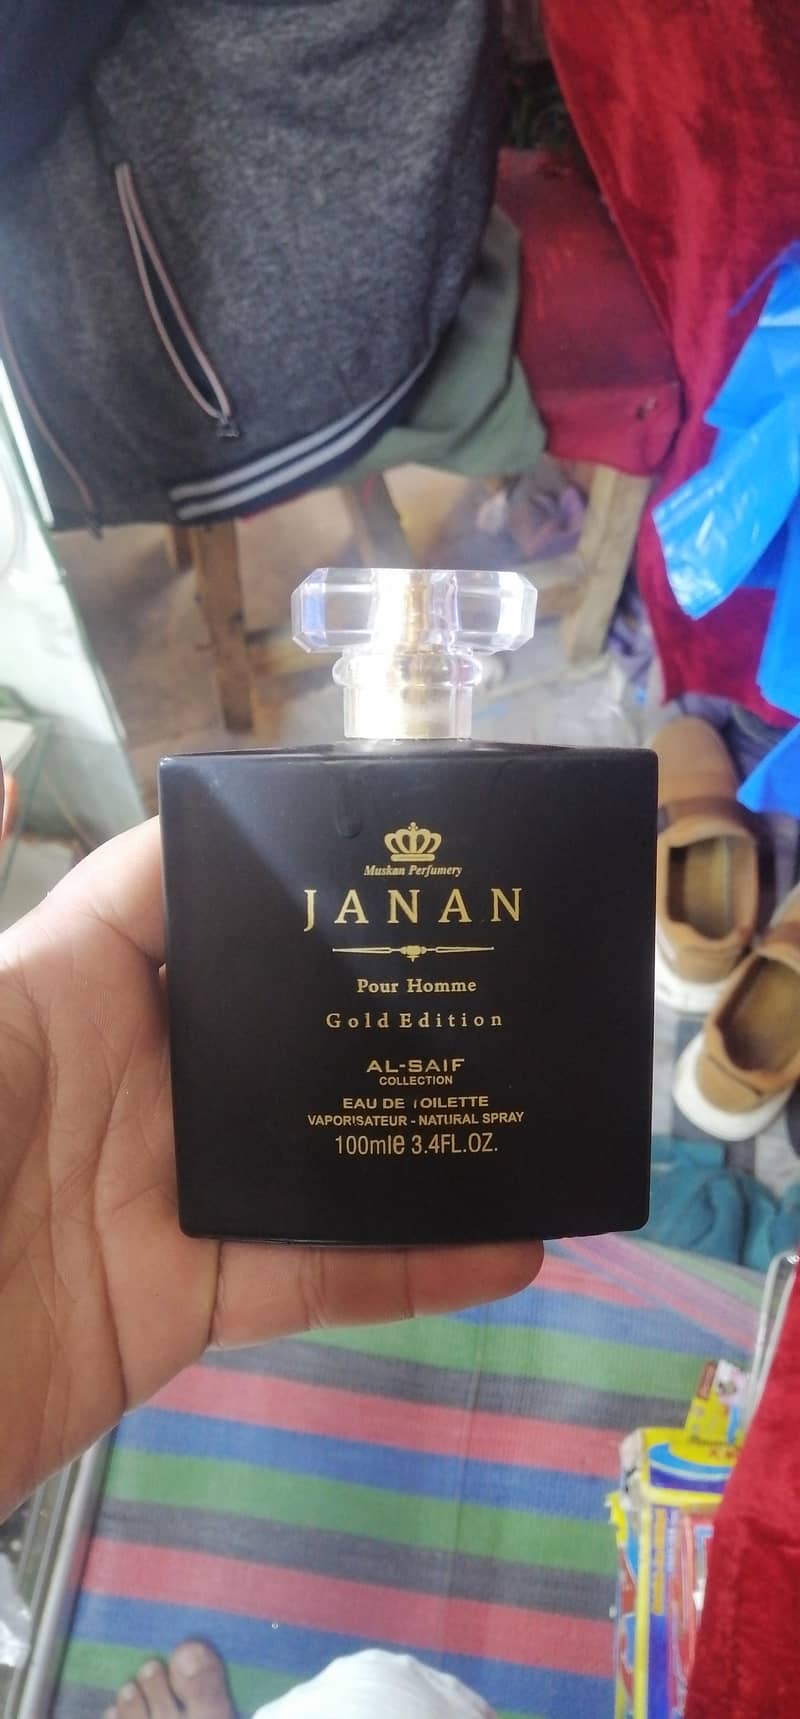 Muskan Perfumery
JANAN
Pour Homme
Gold Edition
AL-SAIF
COLLECTION
EAU DE TOILETTE
VAPORISATEUR - NATURAL SPRAY
100ml℮ 3.4FL.OZ.